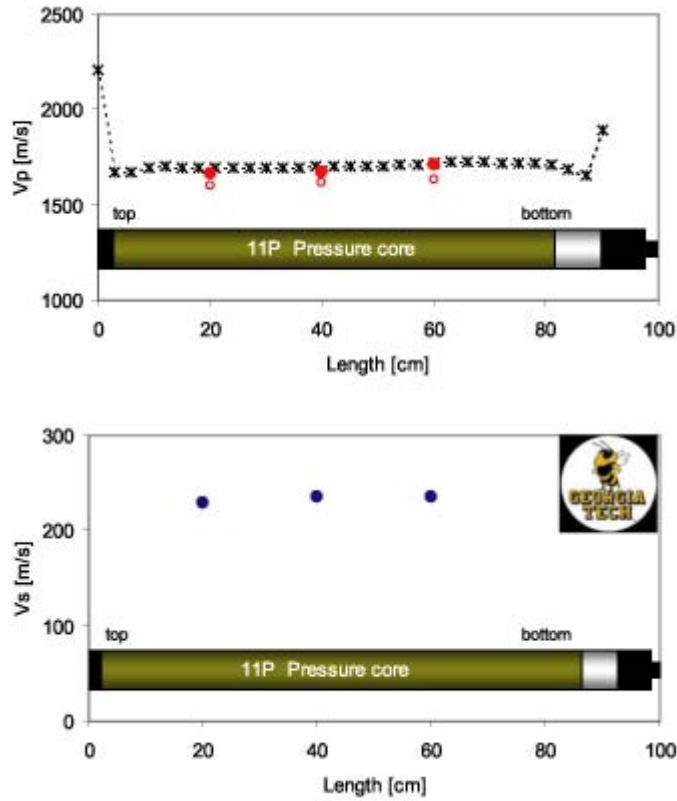 2500
2000
1500
1000
Vp [m/s]
top
bottom
11P Pressure core
0
20
40
60
80
100
Length [cm]
300
200
100
0
Vs [m/s]
GEORGIA
TECH
top
bottom
11P Pressure core
0
20
40
60
80
100
Length [cm]